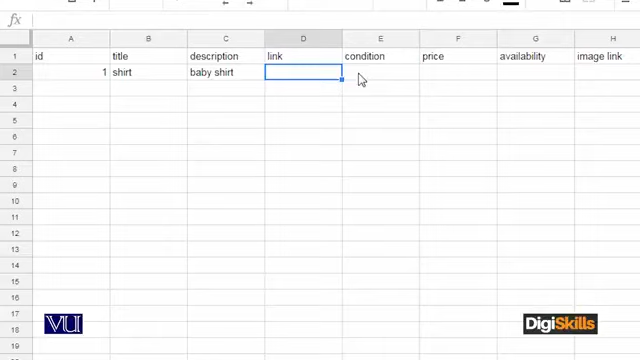 fx
A B C D E F G H
1 id title description link condition price availability image link
2 1 shirt baby shirt
3
4
5
6
7
8
9
10
11
12
13
14
15
16
17
18
19
VU
DigiSkills